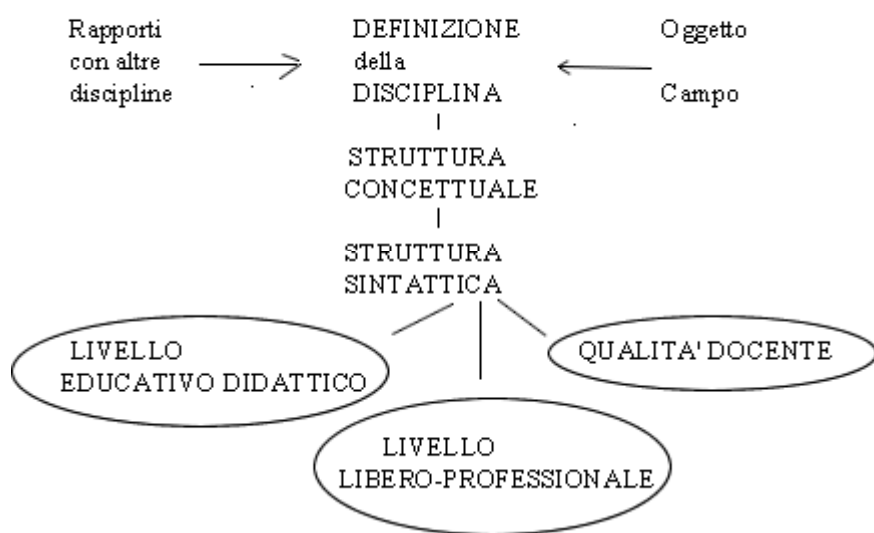 Rapporti
con altre
discipline
DEFINIZIONE
della
DISCIPLINA
Oggetto
Campo
STRUTTURA
CONCETTUALE
STRUTTURA
SINTATTICA
LIVELLO
EDUCATIVO DIDATTICO
QUALITA' DOCENTE
LIVELLO
LIBERO-PROFESSIONALE